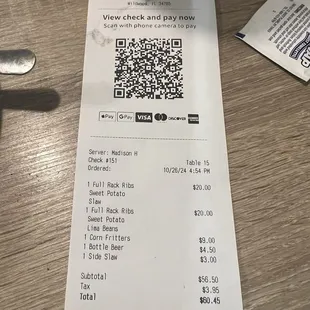 View check and pay now
Scan with phone camera to pay
Pay G Pay VISA DISCOVER
Server: Madison H
Check #151 Table 15
Ordered: 10/26/24 4:54 PM
1 Full Rack Ribs $20.00
Sweet Potato
Slaw
1 Full Rack Ribs $20.00
Sweet Potato
Lima Beans
1 Corn Fritters $9.00
1 Bottle Beer $4.50
1 Side Slaw $3.00
Subtotal $56.50
Tax $3.95
Total $60.45